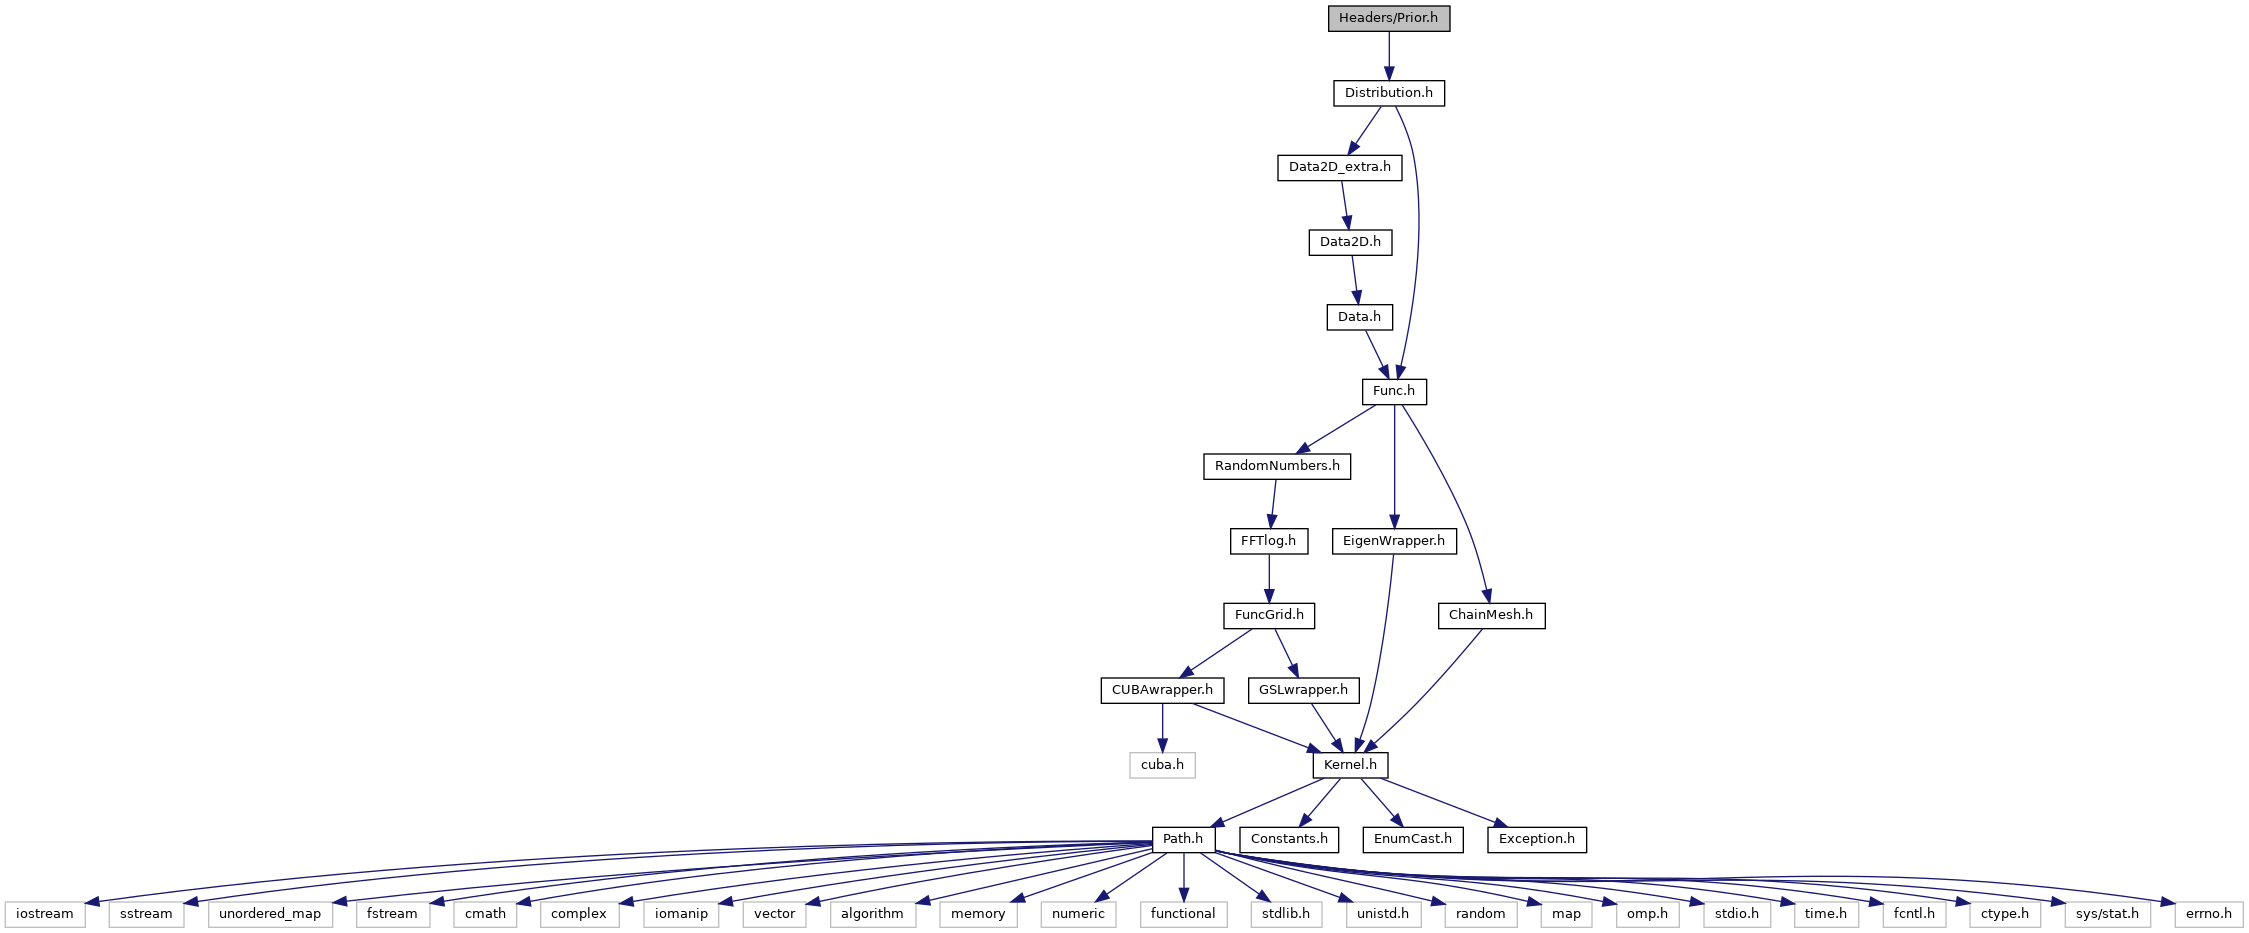 Headers/Prior.h
Distribution.h
Data2D_extra.h
Data2D.h
Data.h
Func.h
RandomNumbers.h
FFTlog.h
EigenWrapper.h
FuncGrid.h
ChainMesh.h
CUBAwrapper.h
GSLwrapper.h
cuba.h
Kernel.h
Path.h
Constants.h
EnumCast.h
Exception.h
iostream
sstream
unordered_map
fstream
cmath
complex
iomanip
vector
algorithm
memory
numeric
functional
stdlib.h
unistd.h
random
map
omp.h
stdio.h
time.h
fcntl.h
ctype.h
sys/stat.h
errno.h